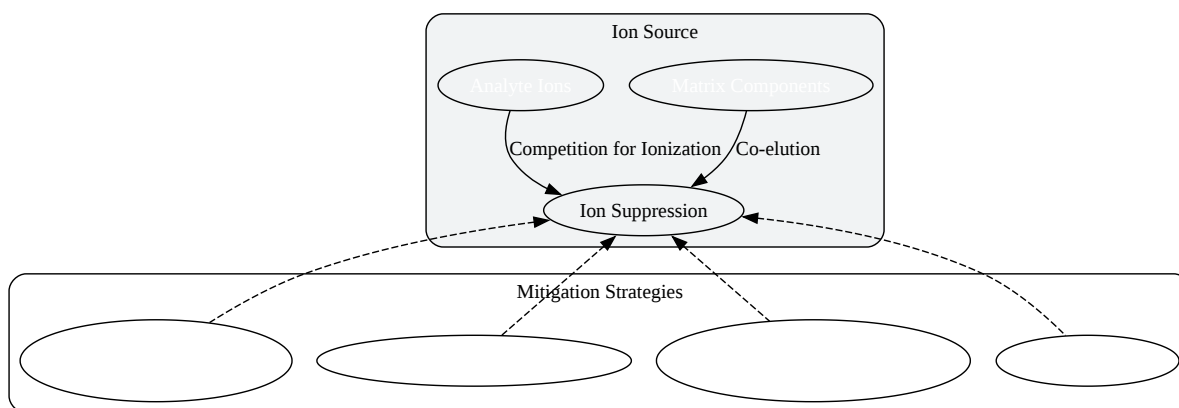 Ion Source
Analyte Ions
Matrix Components
Competition for Ionization
Co-elution
Ion Suppression
Mitigation Strategies